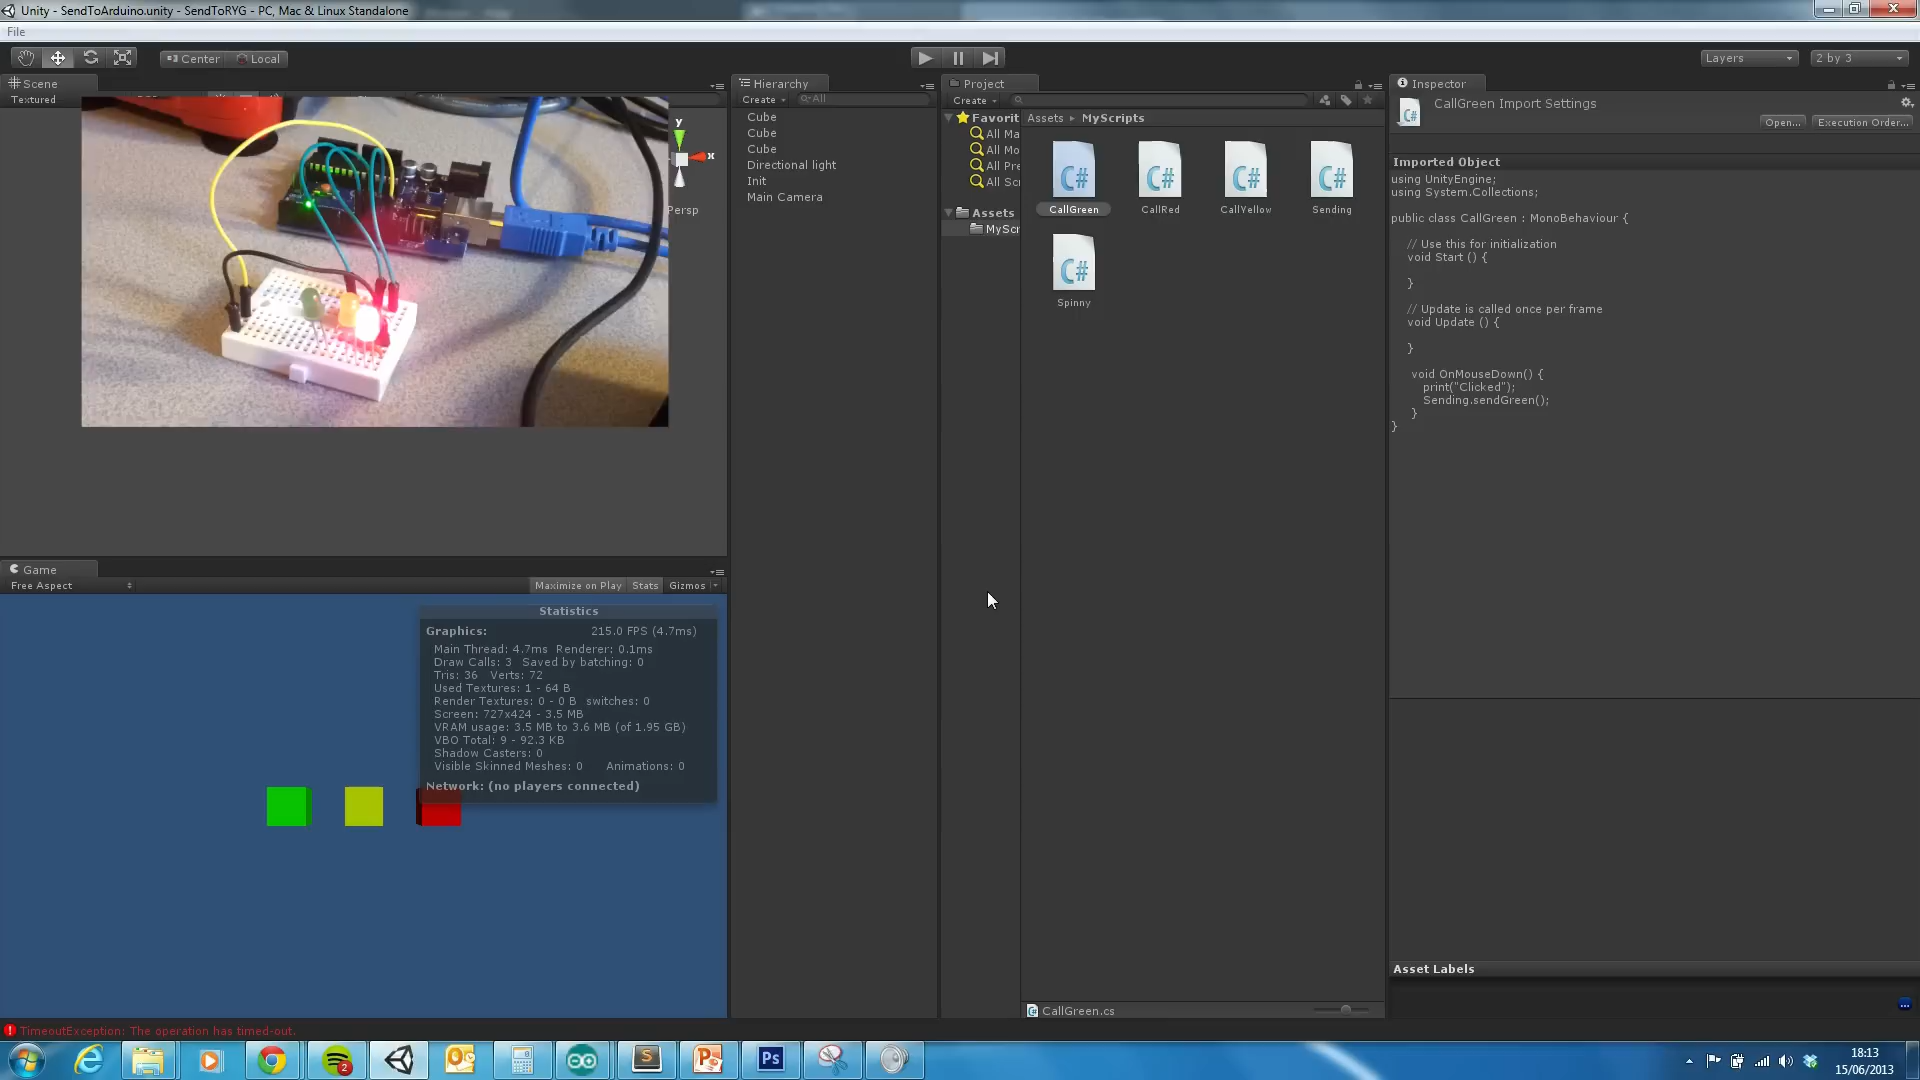 Unity - SendToArduino.unity - SendToRYG - PC, Mac & Linux Standalone
File
Center Local Layers 2 by 3
Scene
Textured
y
x
Persp
Hierarchy
Create All
Cube
Cube
Cube
Directional light
Init
Main Camera
Project
Create
Favorit
All Ma
All Mo
All Pre
All Scr
Assets
MyScr
Assets ▸ MyScripts
C# C# C# C#
CallGreen CallRed CallYellow Sending
C#
Spinny
CallGreen.cs
Inspector
C# CallGreen Import Settings
Open... Execution Order...
Imported Object
using UnityEngine;
using System.Collections;
public class CallGreen : MonoBehaviour {
// Use this for initialization
void Start () {
}
// Update is called once per frame
void Update () {
}
void OnMouseDown() {
print("Clicked");
Sending.sendGreen();
}
}
Asset Labels
Game
Free Aspect Maximize on Play Stats Gizmos
Statistics
Graphics: 215.0 FPS (4.7ms)
Main Thread: 4.7ms Renderer: 0.1ms
Draw Calls: 3 Saved by batching: 0
Tris: 36 Verts: 72
Used Textures: 1 - 64 B
Render Textures: 0 - 0 B switches: 0
Screen: 727x424 - 3.5 MB
VRAM usage: 3.5 MB to 3.6 MB (of 1.95 GB)
VBO Total: 9 - 92.3 KB
Shadow Casters: 0
Visible Skinned Meshes: 0 Animations: 0
Network: (no players connected)
TimeoutException: The operation has timed-out.
2 S P Ps
18:13
15/06/2013